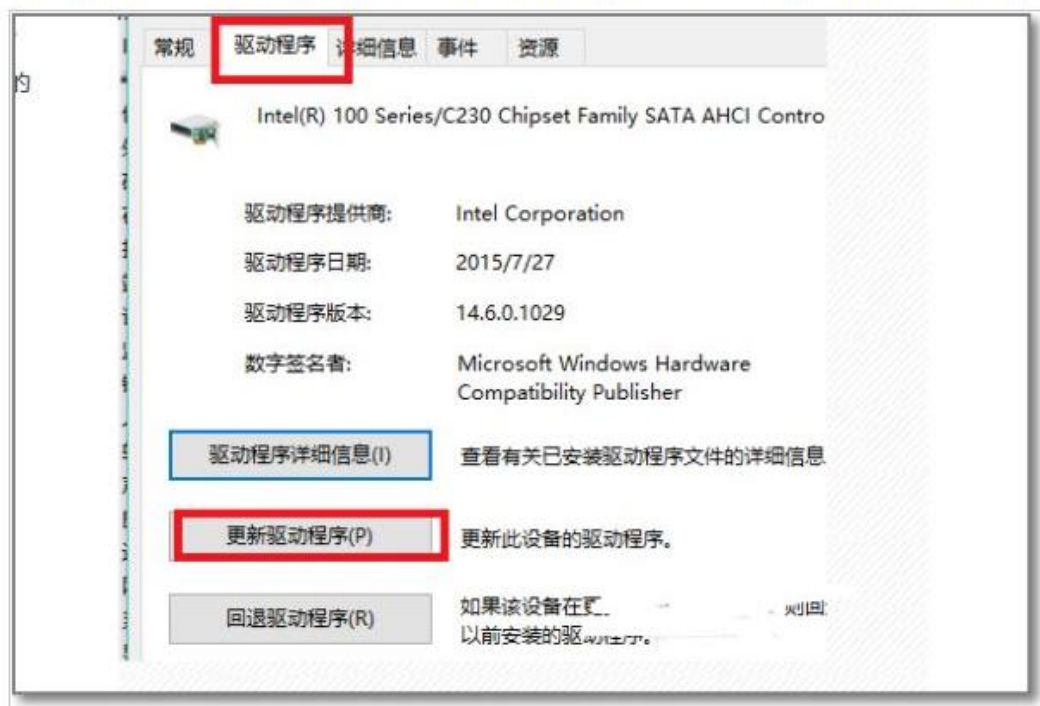 的
常规 驱动程序 详细信息 事件 资源
Intel(R) 100 Series/C230 Chipset Family SATA AHCI Contro
驱动程序提供商: Intel Corporation
驱动程序日期: 2015/7/27
驱动程序版本: 14.6.0.1029
数字签名者: Microsoft Windows Hardware
Compatibility Publisher
驱动程序详细信息(I) 查看有关已安装驱动程序文件的详细信息
更新驱动程序(P) 更新此设备的驱动程序。
回退驱动程序(R) 如果该设备在 则回
以前安装的驱动程序。